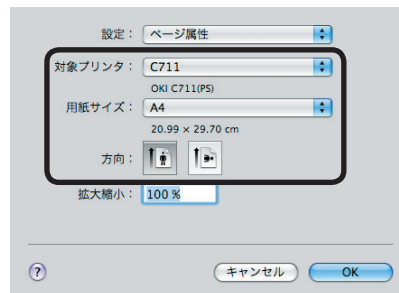 設定： ページ属性
対象プリンタ： C711
OKI C711(PS)
用紙サイズ： A4
20.99 × 29.70 cm
方向：
拡大縮小： 100 %
? キャンセル OK